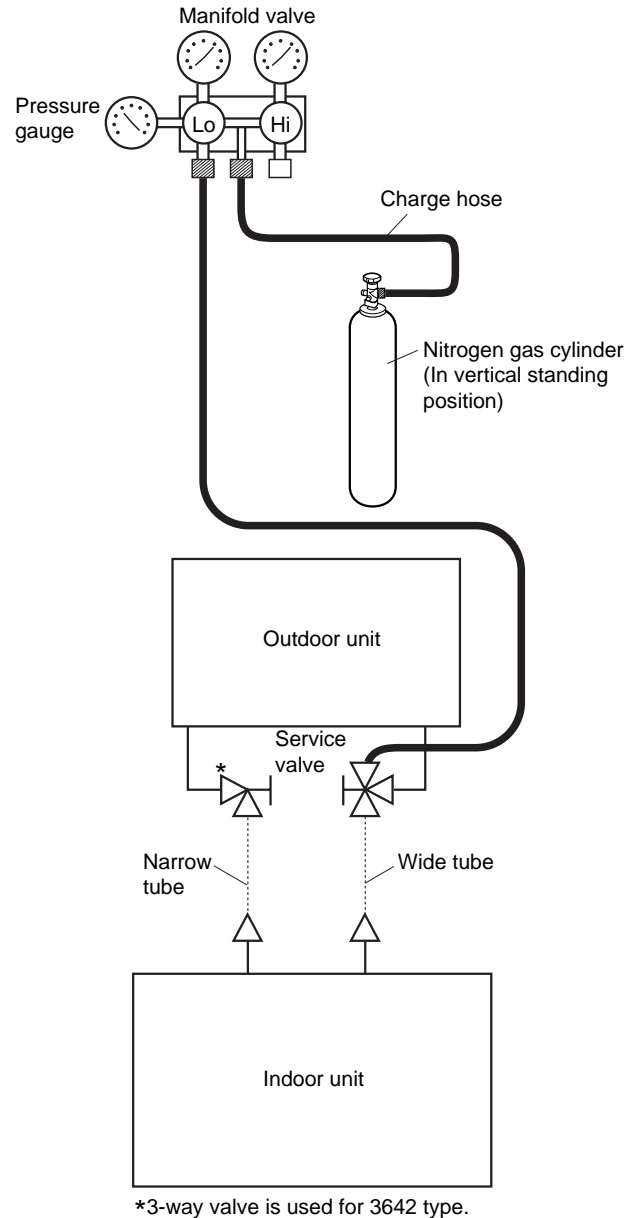 Manifold valve
Pressure
gauge
Lo
Hi
Charge hose
Nitrogen gas cylinder
(In vertical standing
position)
Outdoor unit
Service
valve
*
Narrow
tube
Wide tube
Indoor unit
*3-way valve is used for 3642 type.